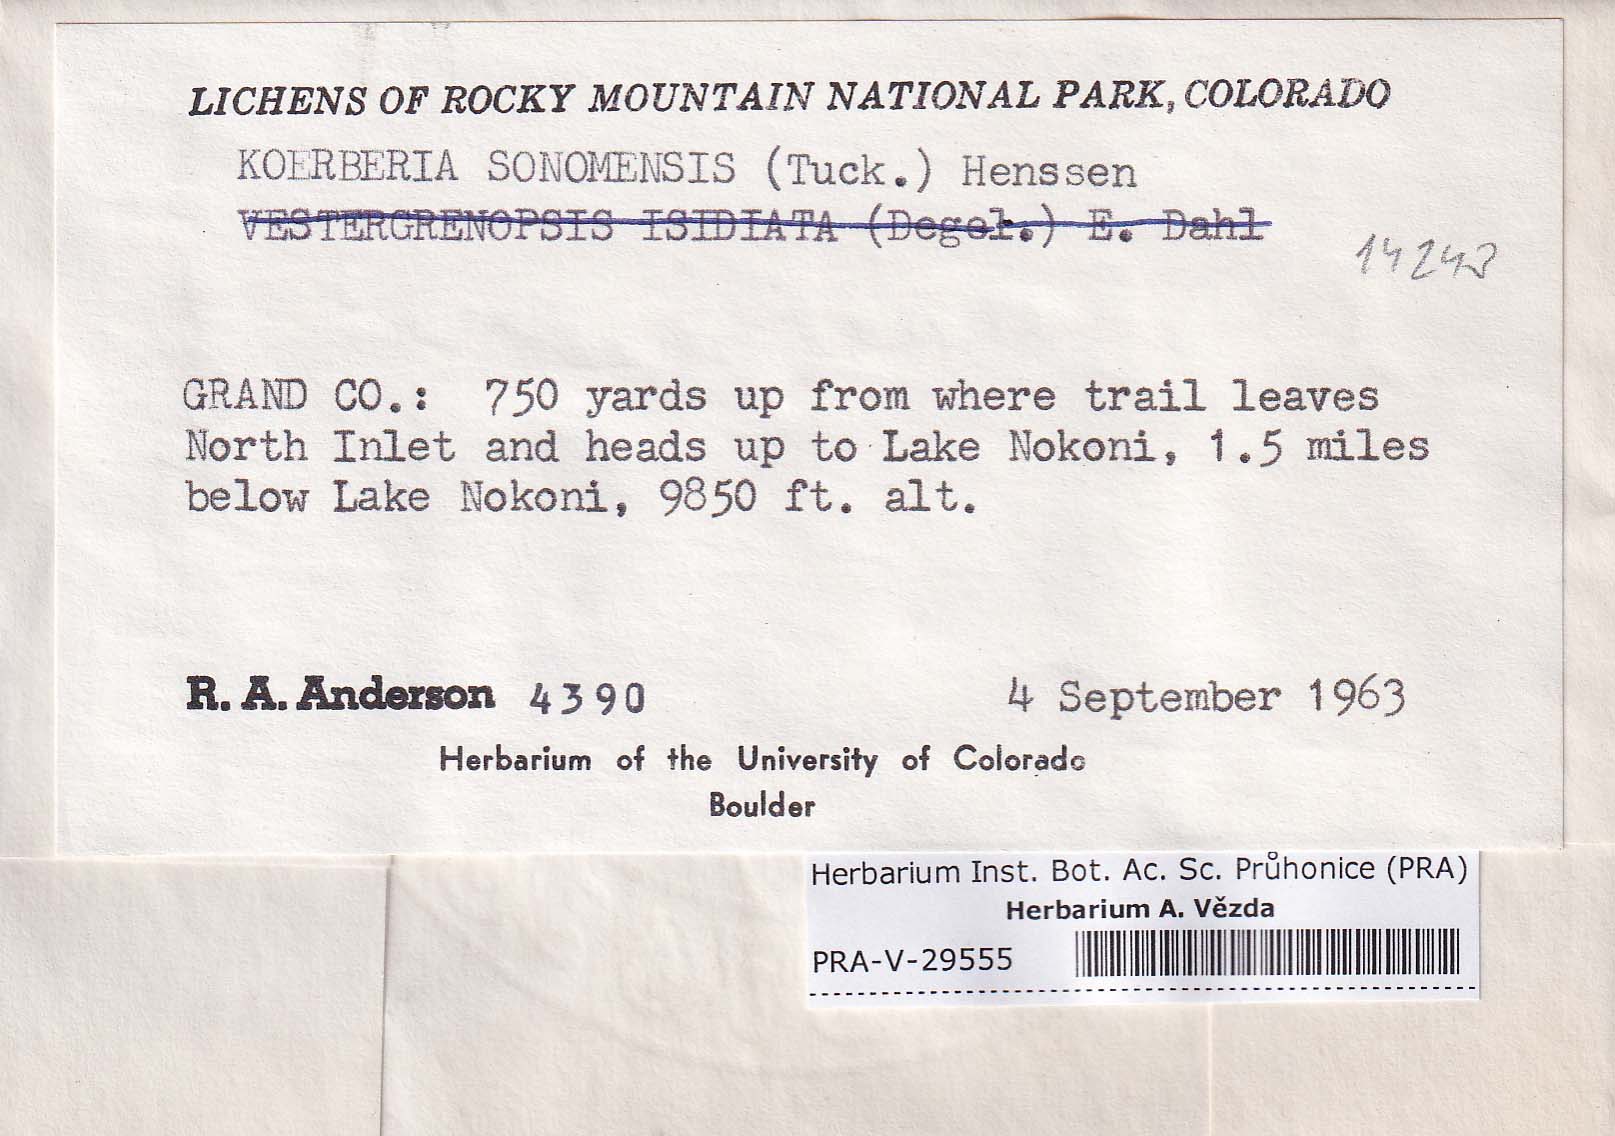 LICHENS OF ROCKY MOUNTAIN NATIONAL PARK, COLORADO
KOERBERIA SONOMENSIS (Tuck.) Henssen
VESTERGRENOPSIS ISIDIATA (Degel.) E. Dahl
14243
GRAND CO.: 750 yards up from where trail leaves
North Inlet and heads up to Lake Nokoni, 1.5 miles
below Lake Nokoni, 9850 ft. alt.
R. A. Anderson 4390 4 September 1963
Herbarium of the University of Colorado
Boulder
Herbarium Inst. Bot. Ac. Sc. Průhonice (PRA)
Herbarium A. Vězda
PRA-V-29555